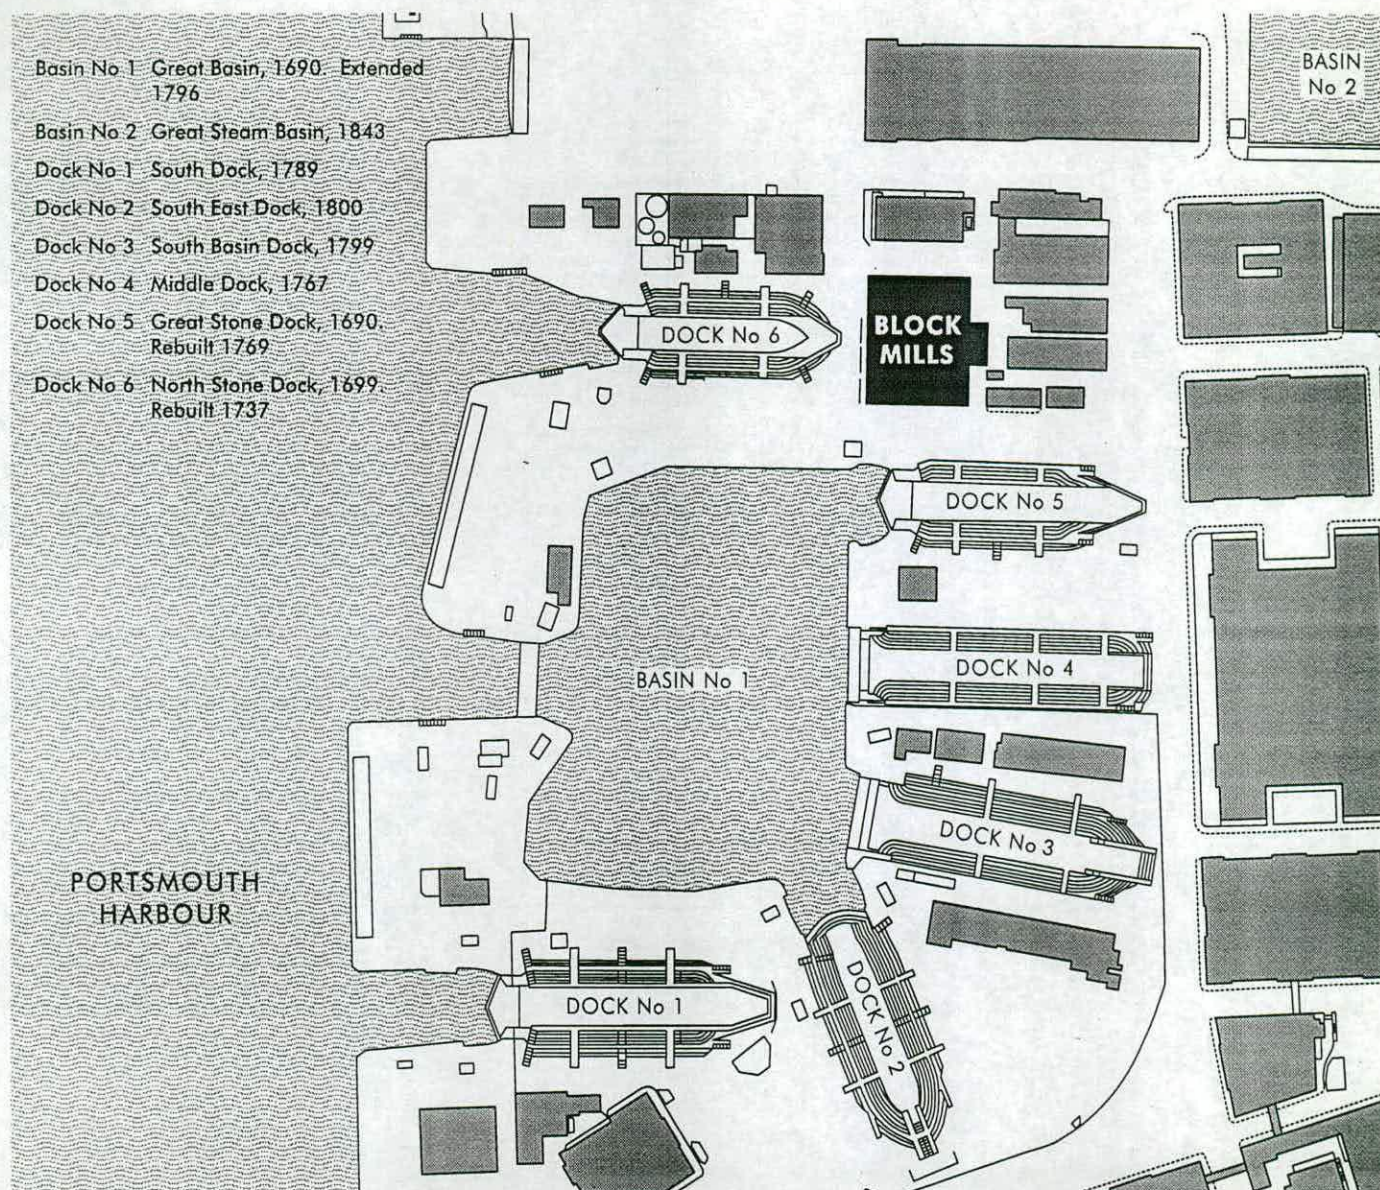 Basin No 1 Great Basin, 1690. Extended
1796
Basin No 2 Great Steam Basin, 1843
Dock No 1 South Dock, 1789
Dock No 2 South East Dock, 1800
Dock No 3 South Basin Dock, 1799
Dock No 4 Middle Dock, 1767
Dock No 5 Great Stone Dock, 1690.
Rebuilt 1769
Dock No 6 North Stone Dock, 1699.
Rebuilt 1737
BASIN
No 2
DOCK No 6
BLOCK
MILLS
DOCK No 5
BASIN No 1
DOCK No 4
DOCK No 3
PORTSMOUTH
HARBOUR
DOCK No 1
DOCK No 2